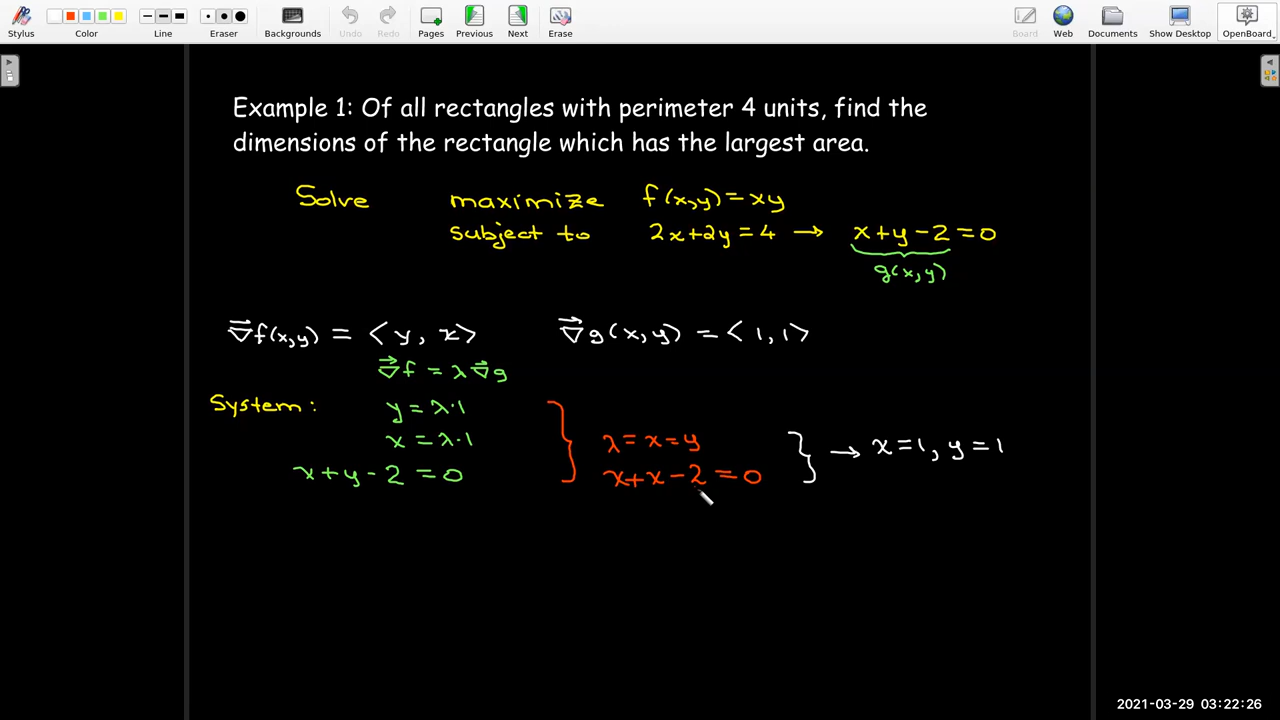 Stylus Color Line Eraser Backgrounds Undo Redo Pages Previous Next Erase Board Web Documents Show Desktop OpenBoard
Example 1: Of all rectangles with perimeter 4 units, find the
dimensions of the rectangle which has the largest area.
Solve maximize f(x,y) = xy
subject to 2x+2y = 4 → x+y-2 = 0
g(x,y)
∇⃗f(x,y) = <y, x> ∇⃗g(x,y) = <1,1>
∇⃗f = λ∇⃗g
System: y = λ·1
x = λ·1
λ = x = y
→ x=1, y=1
x+y-2 = 0
x+x-2 = 0
2021-03-29 03:22:26